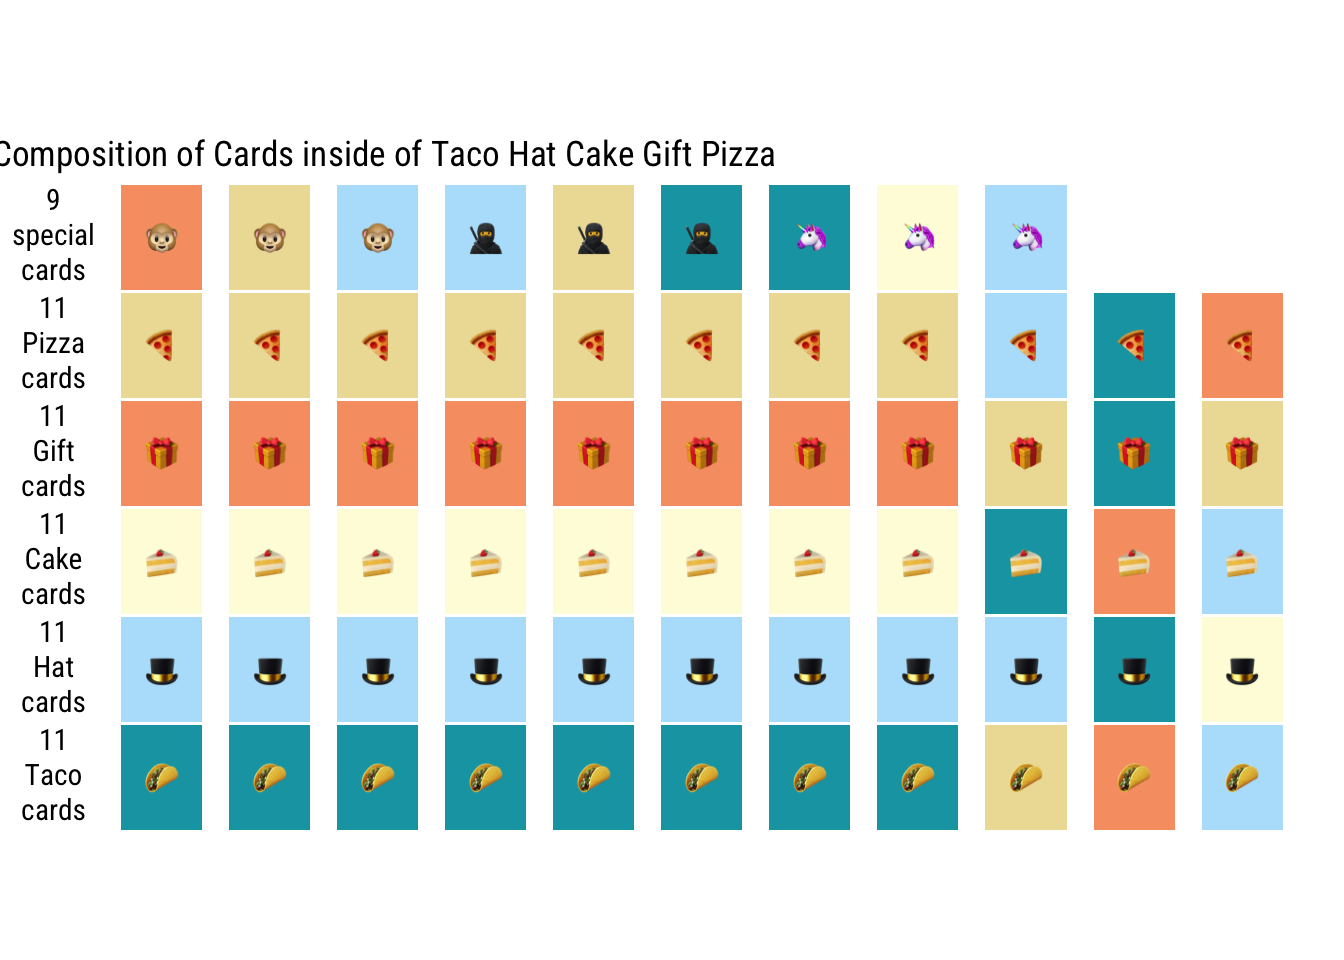 Composition of Cards inside of Taco Hat Cake Gift Pizza
9
special
cards
11
Pizza
cards
11
Gift
cards
11
Cake
cards
11
Hat
cards
11
Taco
cards